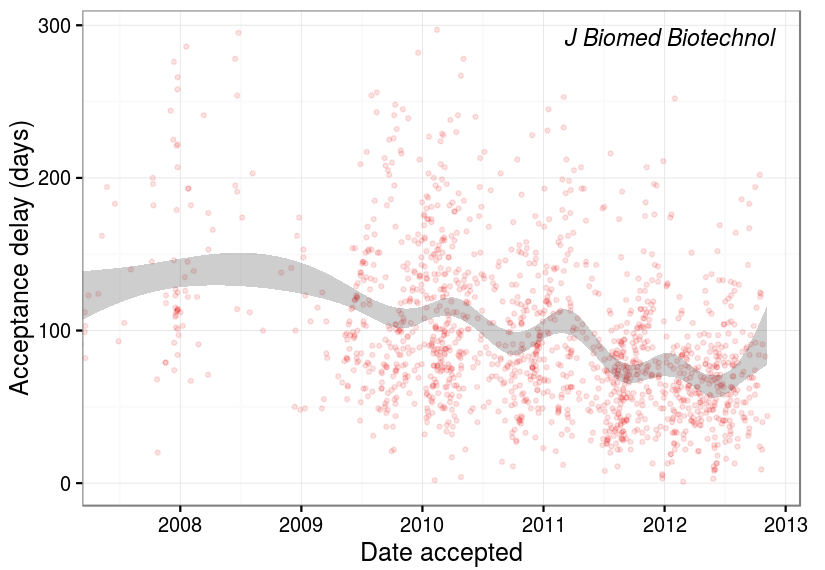 J Biomed Biotechnol
Acceptance delay (days)
300
200
100
0
2008 2009 2010 2011 2012 2013
Date accepted